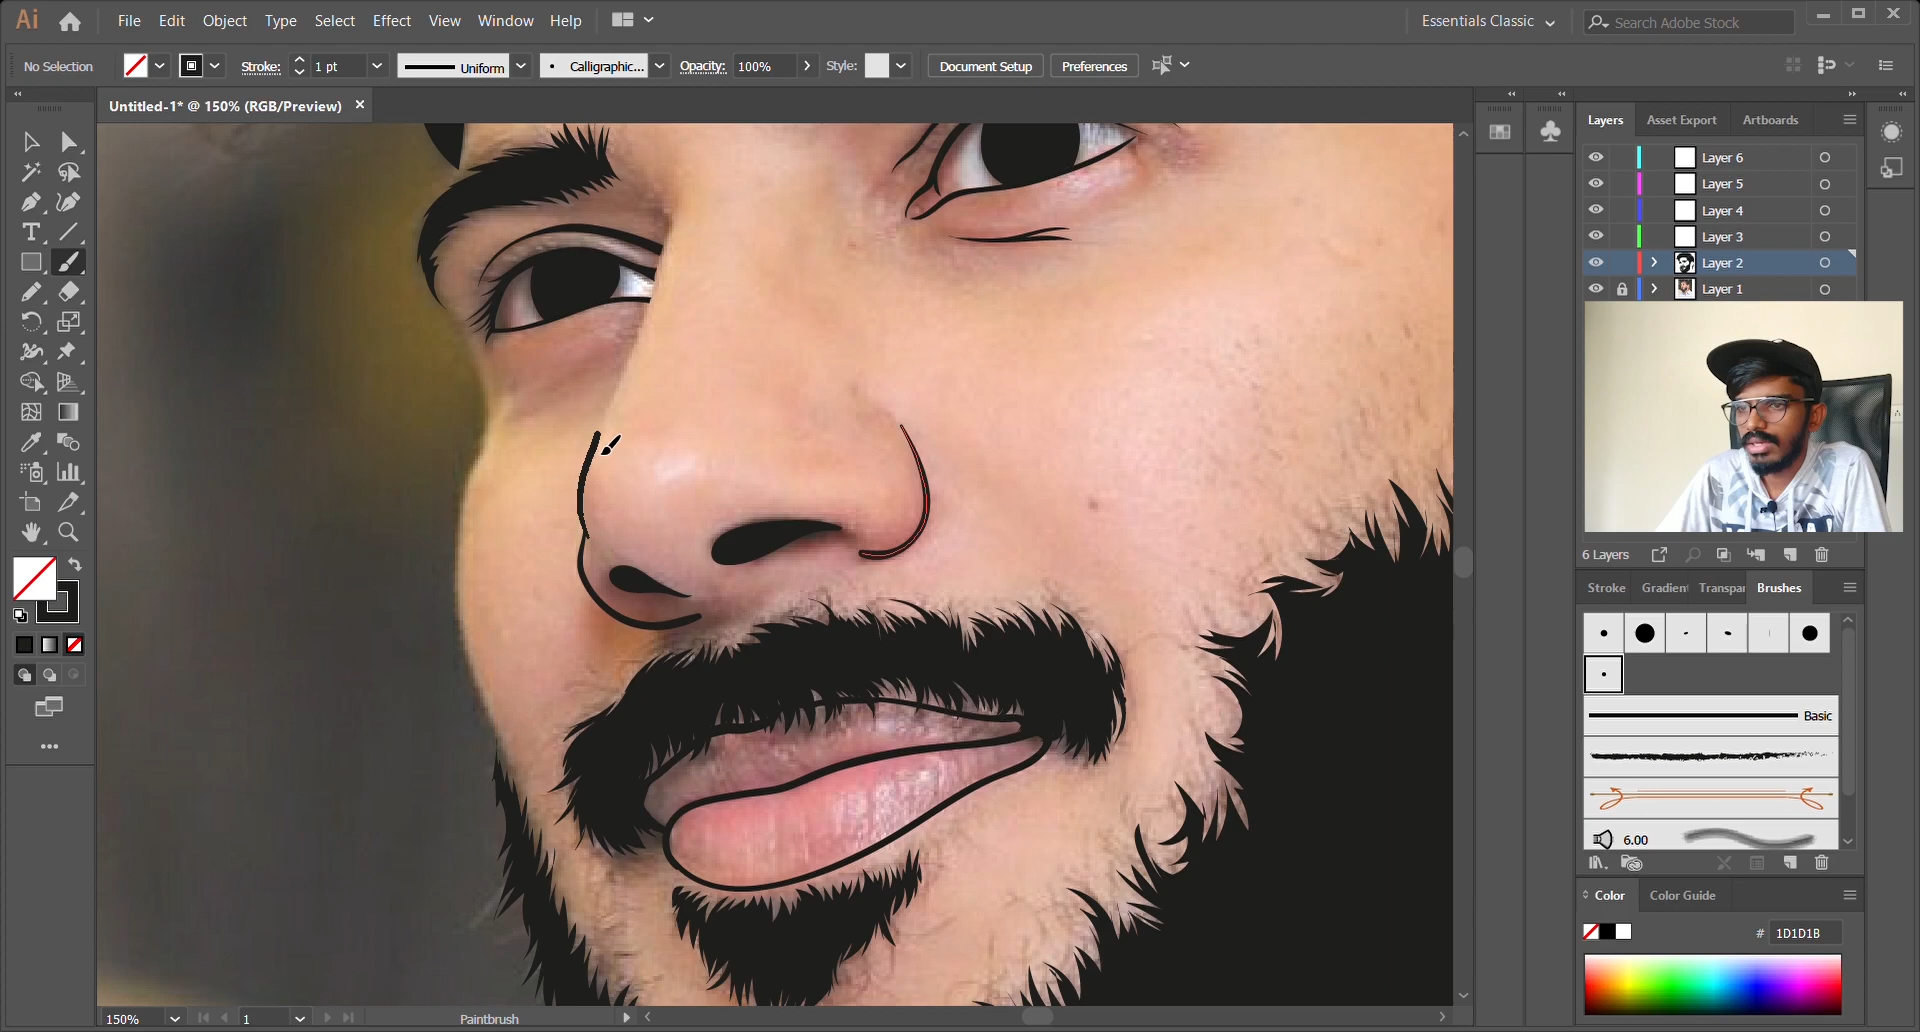 Ai File Edit Object Type Select Effect View Window Help Essentials Classic Search Adobe Stock
No Selection Stroke: 1 pt Uniform Calligraphic... Opacity: 100% Style: Document Setup Preferences
Untitled-1* @ 150% (RGB/Preview)
Layers Asset Export Artboards
Layer 6
Layer 5
Layer 4
Layer 3
Layer 2
Layer 1
6 Layers
Stroke Gradient Transpar Brushes
Basic
6.00
Color Color Guide
# 1D1D1B
150% 1 Paintbrush